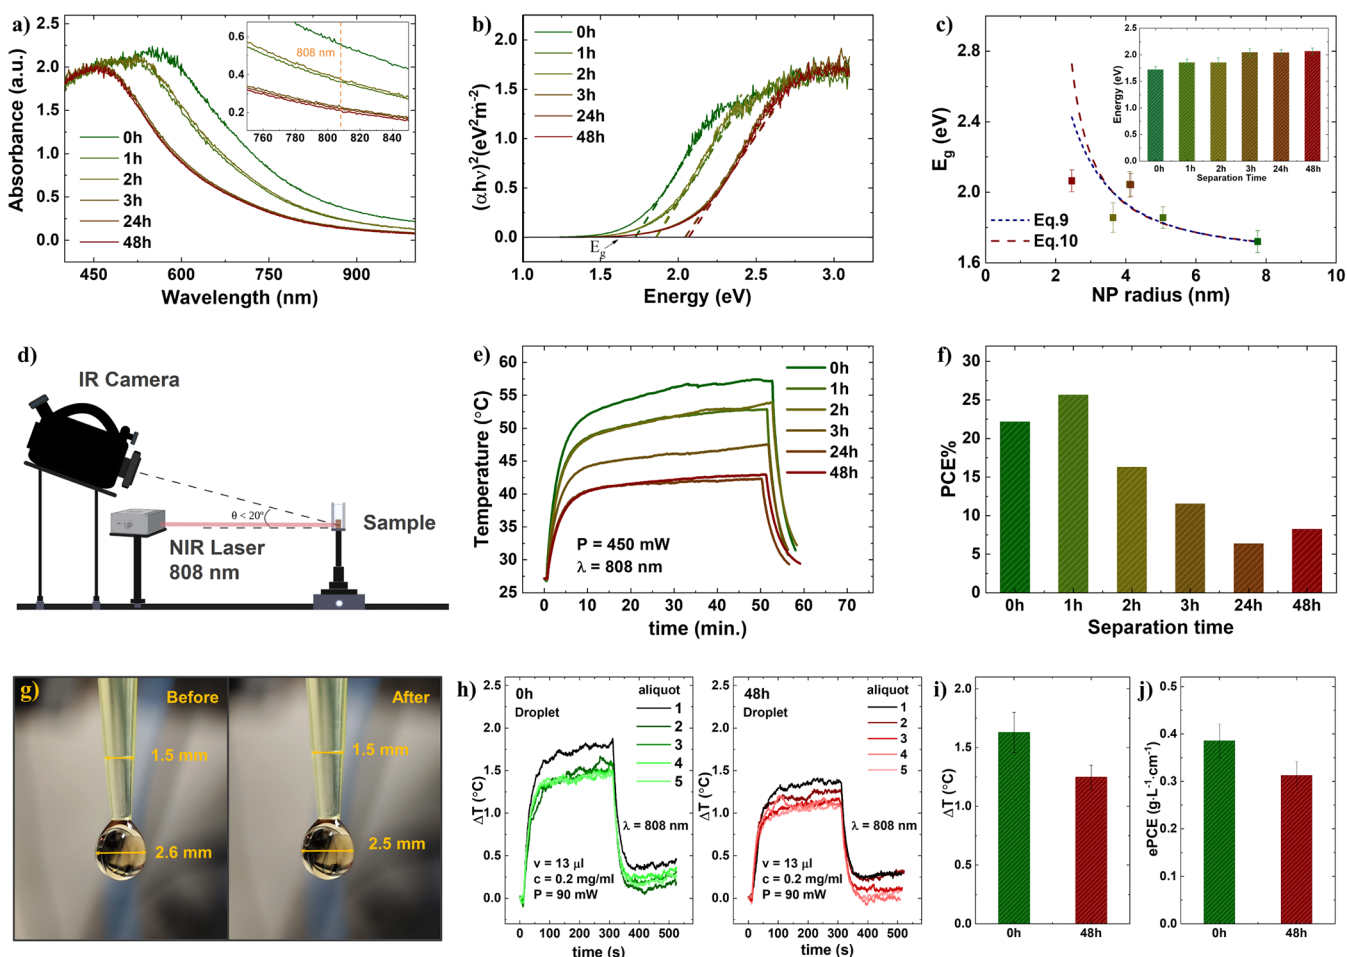 a)
Absorbance (a.u.)
2.5
2.0
1.5
1.0
0.5
0.0
450 600 750 900
Wavelength (nm)
0h
1h
2h
3h
24h
48h
0.6
0.4
0.2
808 nm
760 780 800 820 840
b)
(αhν)²(eV²m⁻²)
2.0
1.5
1.0
0.5
0.0
1.0 1.5 2.0 2.5 3.0 3.5
Energy (eV)
E_g
0h
1h
2h
3h
24h
48h
c)
E_g (eV)
2.8
2.4
2.0
1.6
0 2 4 6 8 10
NP radius (nm)
Eq.9
Eq.10
Energy (eV)
2.5
2.0
1.5
1.0
0.5
0.0
0h 1h 2h 3h 24h 48h
Separation Time
d)
IR Camera
θ < 20º
Sample
NIR Laser
808 nm
e)
Temperature (°C)
60
55
50
45
40
35
30
25
0 10 20 30 40 50 60 70
time (min.)
0h
1h
2h
3h
24h
48h
P = 450 mW
λ = 808 nm
f)
PCE%
30
25
20
15
10
5
0
0h 1h 2h 3h 24h 48h
Separation time
g)
Before
After
1.5 mm
1.5 mm
2.6 mm
2.5 mm
h)
ΔT (°C)
2.5
2.0
1.5
1.0
0.5
0.0
0h
Droplet
aliquot
1
2
3
4
5
λ = 808 nm
v = 13 µl
c = 0.2 mg/ml
P = 90 mW
0 100 200 300 400 500
time (s)
ΔT (°C)
2.5
2.0
1.5
1.0
0.5
0.0
48h
Droplet
aliquot
1
2
3
4
5
λ = 808 nm
v = 13 µl
c = 0.2 mg/ml
P = 90 mW
0 100 200 300 400 500
time (s)
i)
ΔT (°C)
2.0
1.5
1.0
0.5
0.0
0h 48h
j)
ePCE (g·L⁻¹·cm⁻¹)
0.5
0.4
0.3
0.2
0.1
0.0
0h 48h